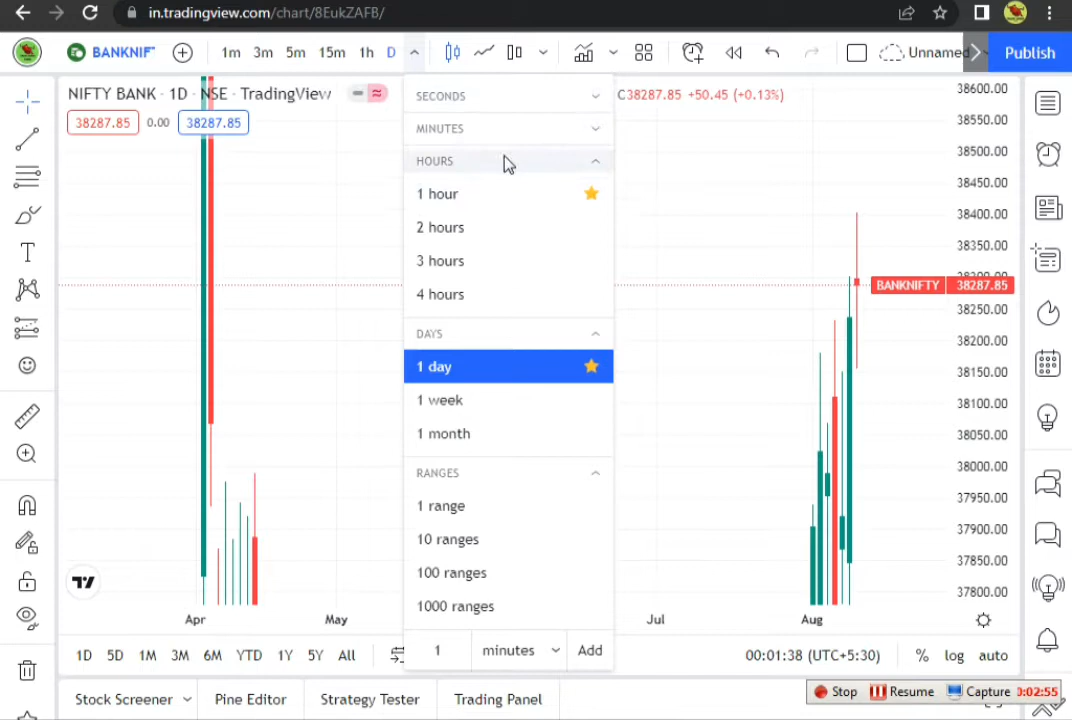 in.tradingview.com/chart/8EukZAFB/
BANKNIF 1m 3m 5m 15m 1h D Unnamed Publish
NIFTY BANK · 1D · NSE · TradingView C38287.85 +50.45 (+0.13%)
38287.85 0.00 38287.85
SECONDS
MINUTES
HOURS
1 hour
2 hours
3 hours
4 hours
DAYS
1 day
1 week
1 month
RANGES
1 range
10 ranges
100 ranges
1000 ranges
1 minutes Add
38600.00
38550.00
38500.00
38450.00
38400.00
38350.00
38300.00
BANKNIFTY 38287.85
38250.00
38200.00
38150.00
38100.00
38050.00
38000.00
37950.00
37900.00
37850.00
37800.00
Apr May Jul Aug
1D 5D 1M 3M 6M YTD 1Y 5Y All 00:01:38 (UTC+5:30) % log auto
Stock Screener Pine Editor Strategy Tester Trading Panel
Stop Resume Capture 0:02:55